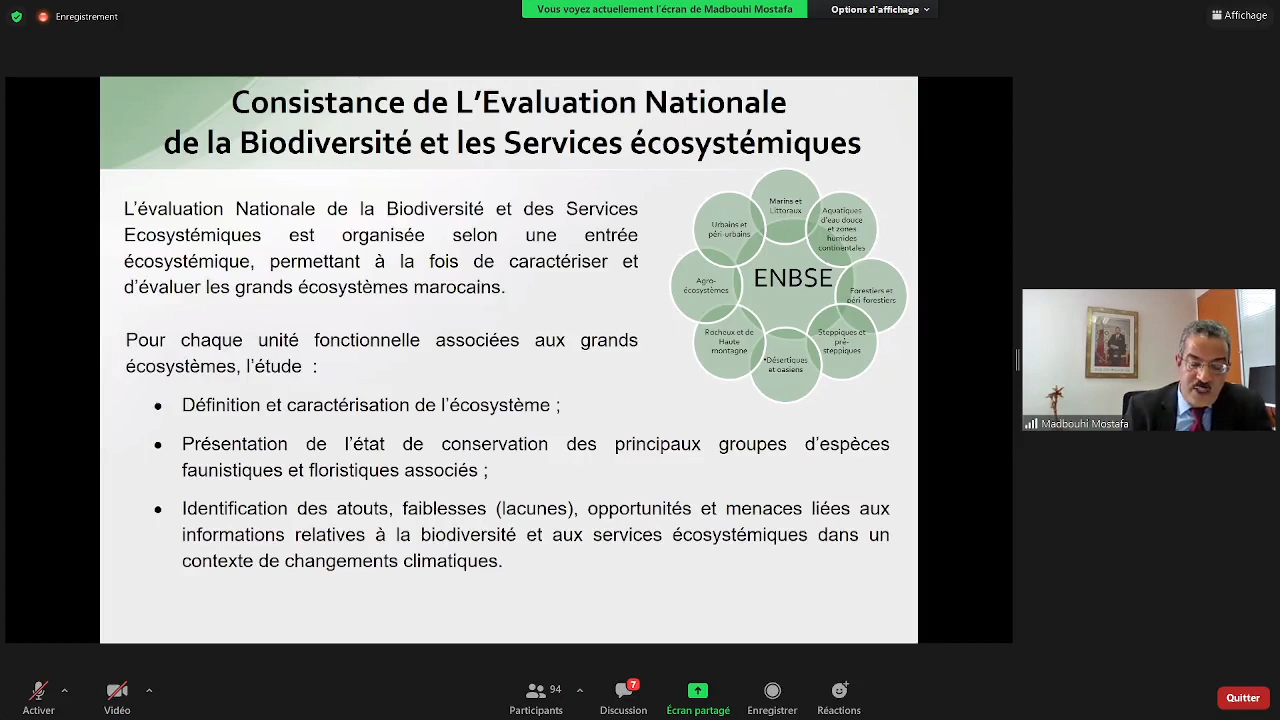 Enregistrement
Vous voyez actuellement l'écran de Madbouhi Mostafa
Options d'affichage
Affichage
Consistance de L'Evaluation Nationale
de la Biodiversité et les Services écosystémiques
L'évaluation Nationale de la Biodiversité et des Services
Ecosystémiques est organisée selon une entrée
écosystémique, permettant à la fois de caractériser et
d'évaluer les grands écosystèmes marocains.
Pour chaque unité fonctionnelle associées aux grands
écosystèmes, l'étude :
• Définition et caractérisation de l'écosystème ;
• Présentation de l'état de conservation des principaux groupes d'espèces
faunistiques et floristiques associés ;
• Identification des atouts, faiblesses (lacunes), opportunités et menaces liées aux
informations relatives à la biodiversité et aux services écosystémiques dans un
contexte de changements climatiques.
ENBSE
Marins et
Littoraux
Aquatiques
d'eau douce
et zones
humides
continentales
Forestiers et
péri-forestiers
Steppiques et
pré-
steppiques
•Désertiques
et oasiens
Rocheux et de
Haute
montagne
Agro-
écosystèmes
Urbains et
péri-urbains
Madbouhi Mostafa
Activer
Vidéo
94
Participants
7
Discussion
Écran partagé
Enregistrer
Réactions
Quitter